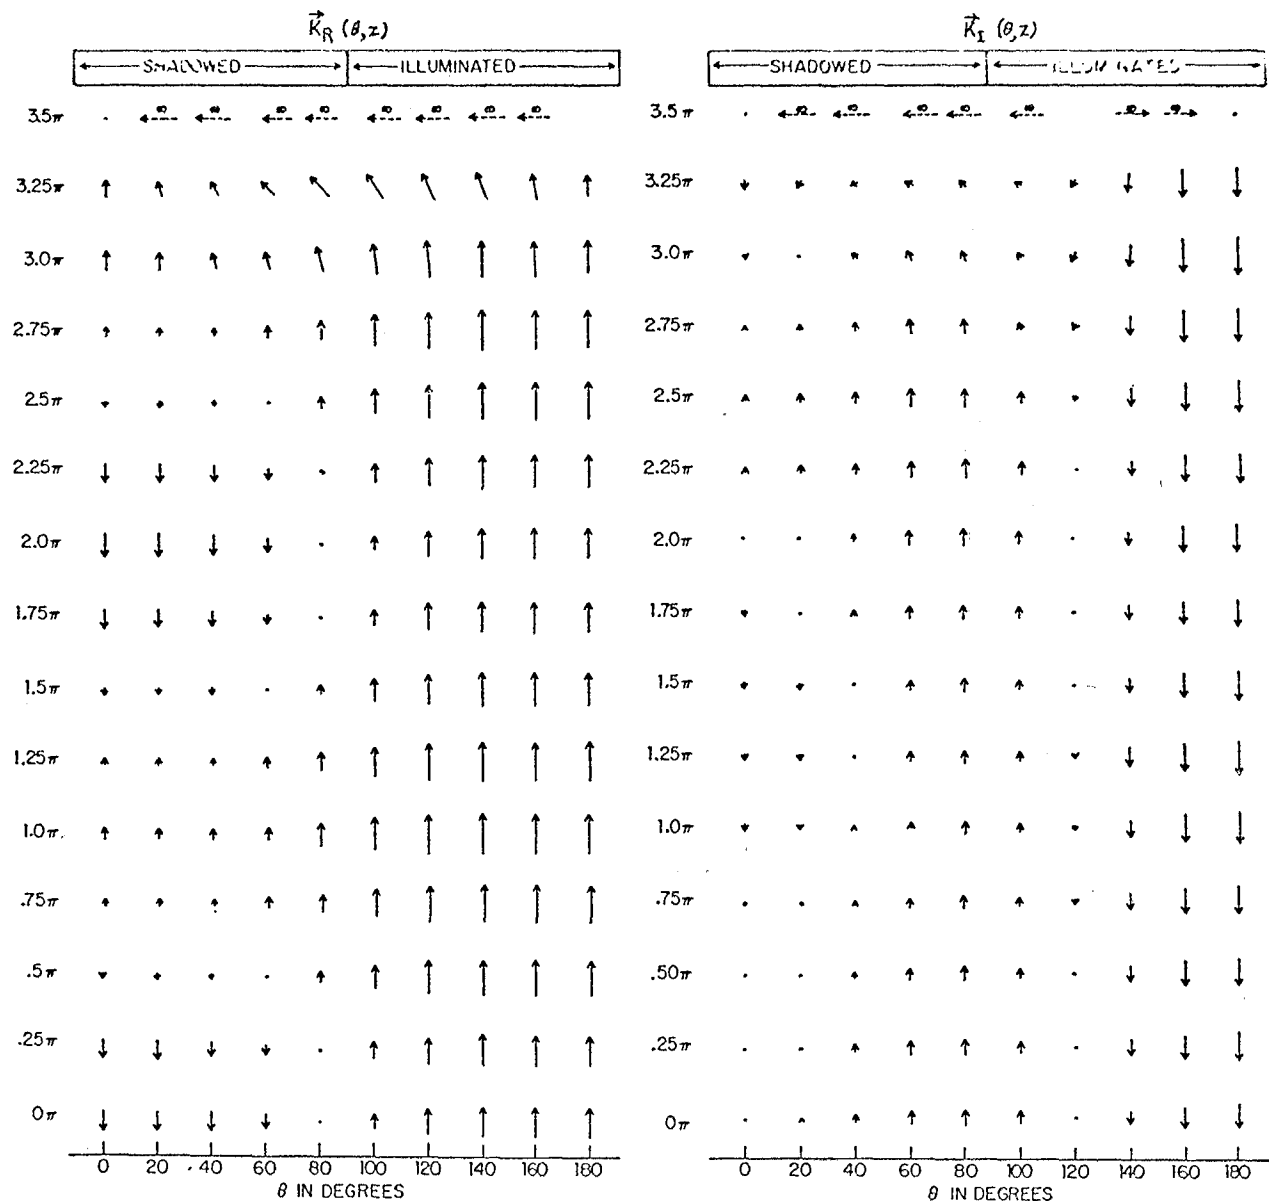 K⃗R (θ,z)
SHADOWED ILLUMINATED
3.5π ∞ ∞ ∞ ∞ ∞ ∞ ∞ ∞
3.25π
3.0π
2.75π
2.5π
2.25π
2.0π
1.75π
1.5π
1.25π
1.0π
.75π
.5π
.25π
0π
0 20 40 60 80 100 120 140 160 180
θ IN DEGREES
K⃗I (θ,z)
SHADOWED
3.5π ∞ ∞ ∞ ∞ ∞ ∞ ∞
3.25π
3.0π
2.75π
2.5π
2.25π
2.0π
1.75π
1.5π
1.25π
1.0π
.75π
.50π
.25π
0π
0 20 40 60 80 100 120 140 160 180
θ IN DEGREES